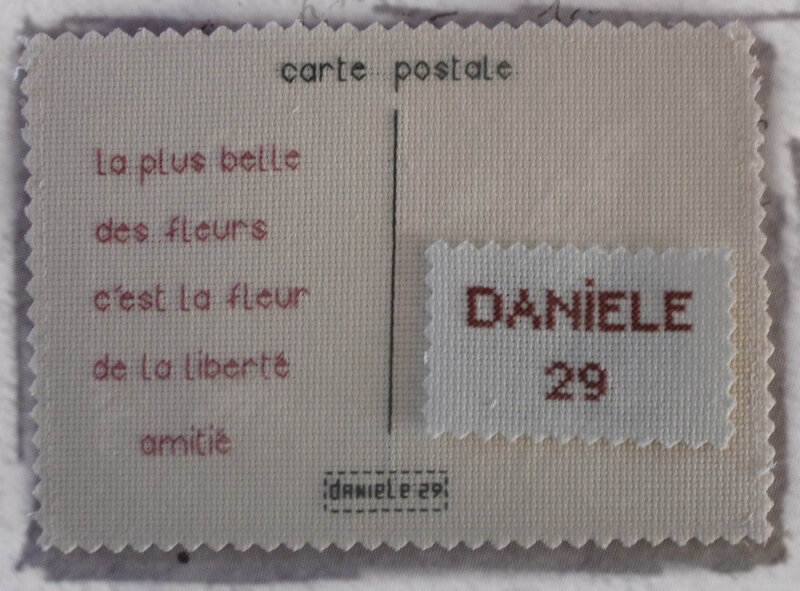 carte postale
la plus belle
des fleurs
c'est la fleur
de la liberté
amitié
DANiELE
29
daniele 29